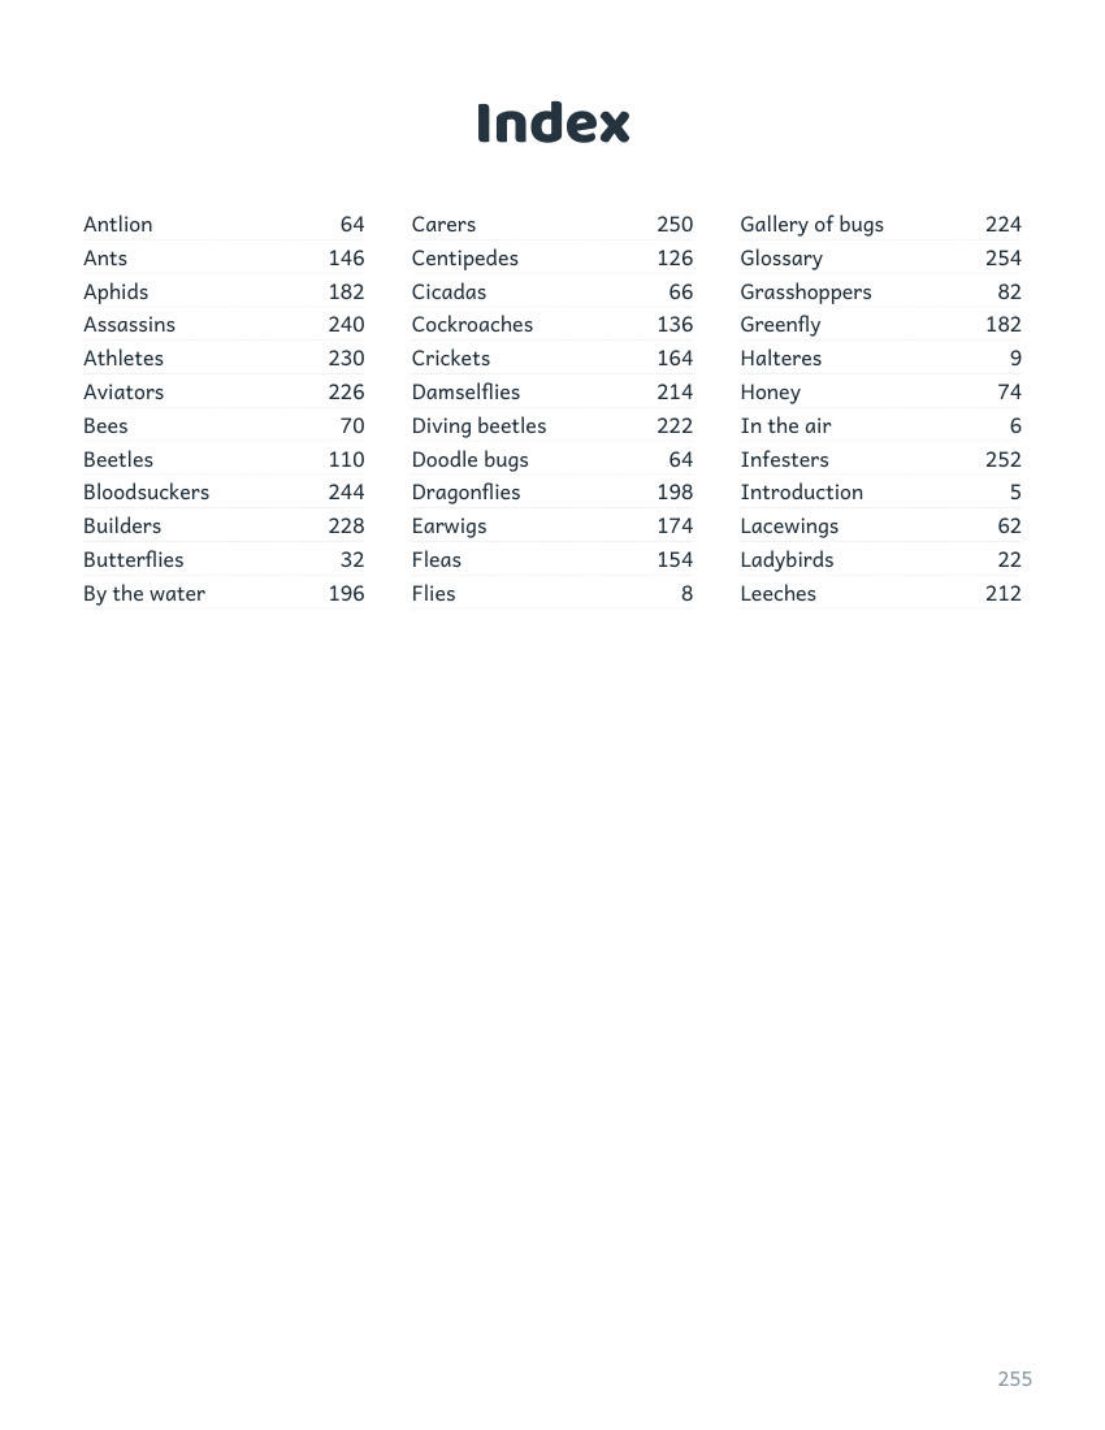 Index
Antlion 64
Ants 146
Aphids 182
Assassins 240
Athletes 230
Aviators 226
Bees 70
Beetles 110
Bloodsuckers 244
Builders 228
Butterflies 32
By the water 196
Carers 250
Centipedes 126
Cicadas 66
Cockroaches 136
Crickets 164
Damselflies 214
Diving beetles 222
Doodle bugs 64
Dragonflies 198
Earwigs 174
Fleas 154
Flies 8
Gallery of bugs 224
Glossary 254
Grasshoppers 82
Greenfly 182
Halteres 9
Honey 74
In the air 6
Infesters 252
Introduction 5
Lacewings 62
Ladybirds 22
Leeches 212
255